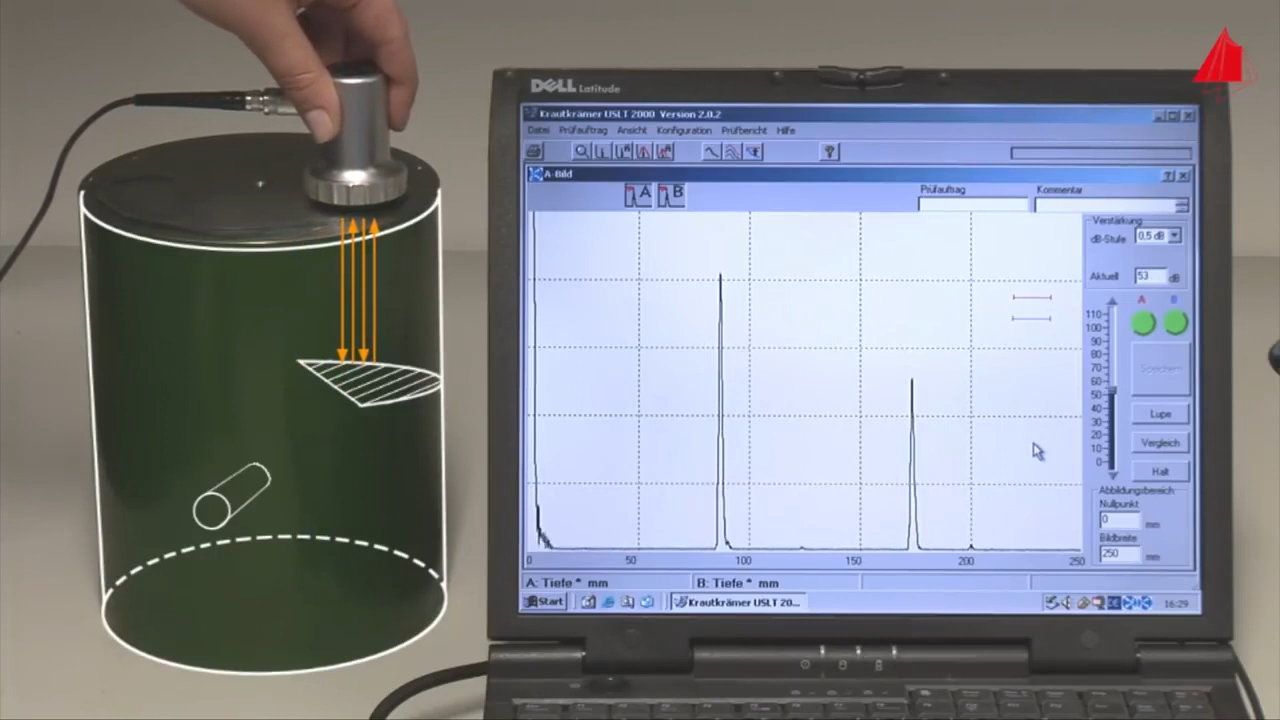 DELL Latitude
Krautkrämer USLT 2000 Version 2.0.2
Datei Prüfauftrag Ansicht Konfiguration Prüfbericht Hilfe
A-Bild
A B
Prüfauftrag Kommentar
Verstärkung
dB-Stufe 0,5 dB
Aktuell 53 dB
A B
110
100
90
80
70
60
50
40
30
20
10
0
Speichern
Lupe
Vergleich
Halt
Abbildungsbereich
Nullpunkt
0 mm
Bildbreite
250 mm
0 50 100 150 200 250
A: Tiefe * mm B: Tiefe * mm
Start Krautkrämer USLT 20... 16:29